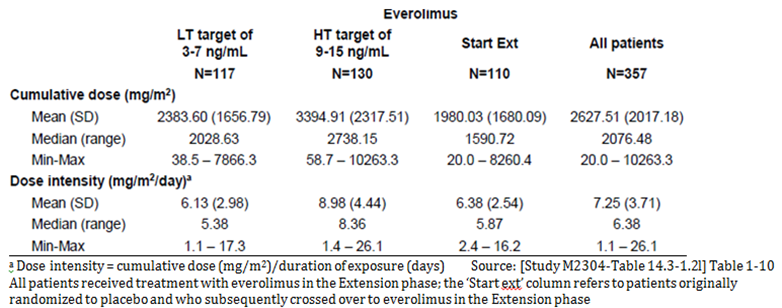 Everolimus
LT target of 3-7 ng/mL HT target of 9-15 ng/mL Start Ext All patients
N=117 N=130 N=110 N=357
Cumulative dose (mg/m²)
Mean (SD) 2383.60 (1656.79) 3394.91 (2317.51) 1980.03 (1680.09) 2627.51 (2017.18)
Median (range) 2028.63 2738.15 1590.72 2076.48
Min-Max 38.5 – 7866.3 58.7 – 10263.3 20.0 – 8260.4 20.0 – 10263.3
Dose intensity (mg/m²/day)ᵃ
Mean (SD) 6.13 (2.98) 8.98 (4.44) 6.38 (2.54) 7.25 (3.71)
Median (range) 5.38 8.36 5.87 6.38
Min-Max 1.1 – 17.3 1.4 – 26.1 2.4 – 16.2 1.1 – 26.1
ᵃ Dose intensity = cumulative dose (mg/m²)/duration of exposure (days) Source: [Study M2304-Table 14.3-1.2l] Table 1-10
All patients received treatment with everolimus in the Extension phase; the ‘Start ext’ column refers to patients originally
randomized to placebo and who subsequently crossed over to everolimus in the Extension phase